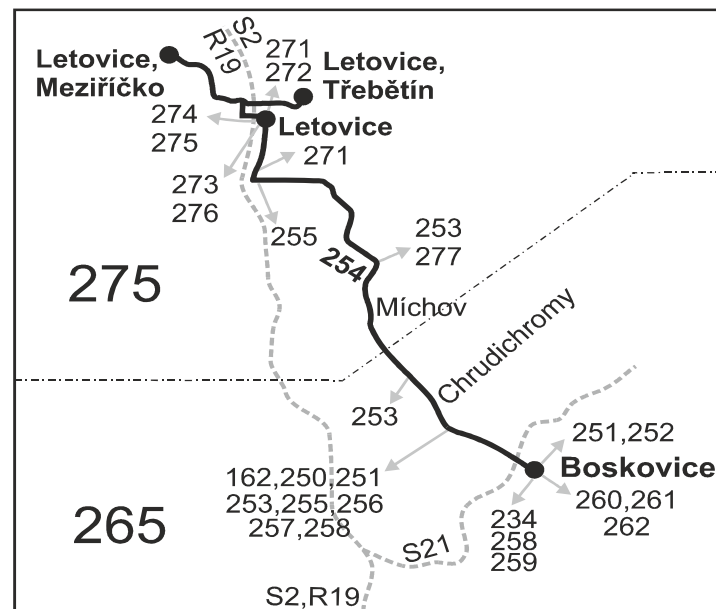 S2
R19
Letovice,
Meziříčko
271
272
Letovice,
Třebětín
274
275
Letovice
271
273
276
255
253
277
254
275
Míchov
Chrudichromy
253
251,252
Boskovice
162,250,251
253,255,256
257,258
260,261
262
234
258
259
265
S21
S2,R19